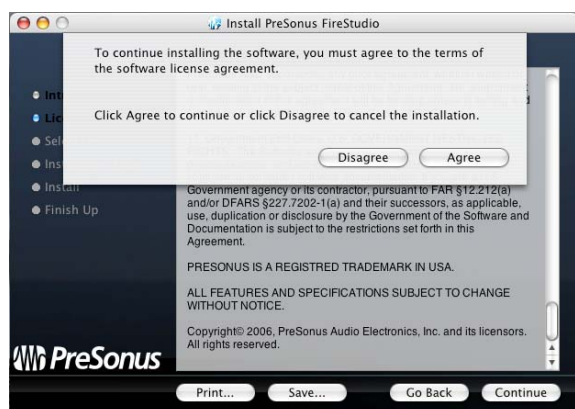 Install PreSonus FireStudio
To continue installing the software, you must agree to the terms of
the software license agreement.
Click Agree to continue or click Disagree to cancel the installation.
Disagree
Agree
Int
Lic
Sel
Ins
Install
Finish Up
Government agency or its contractor, pursuant to FAR §12.212(a)
and/or DFARS §227.7202-1(a) and their successors, as applicable,
use, duplication or disclosure by the Government of the Software and
Documentation is subject to the restrictions set forth in this
Agreement.
PRESONUS IS A REGISTRED TRADEMARK IN USA.
ALL FEATURES AND SPECIFICATIONS SUBJECT TO CHANGE
WITHOUT NOTICE.
Copyright© 2006, PreSonus Audio Electronics, Inc. and its licensors.
All rights reserved.
PreSonus
Print...
Save...
Go Back
Continue